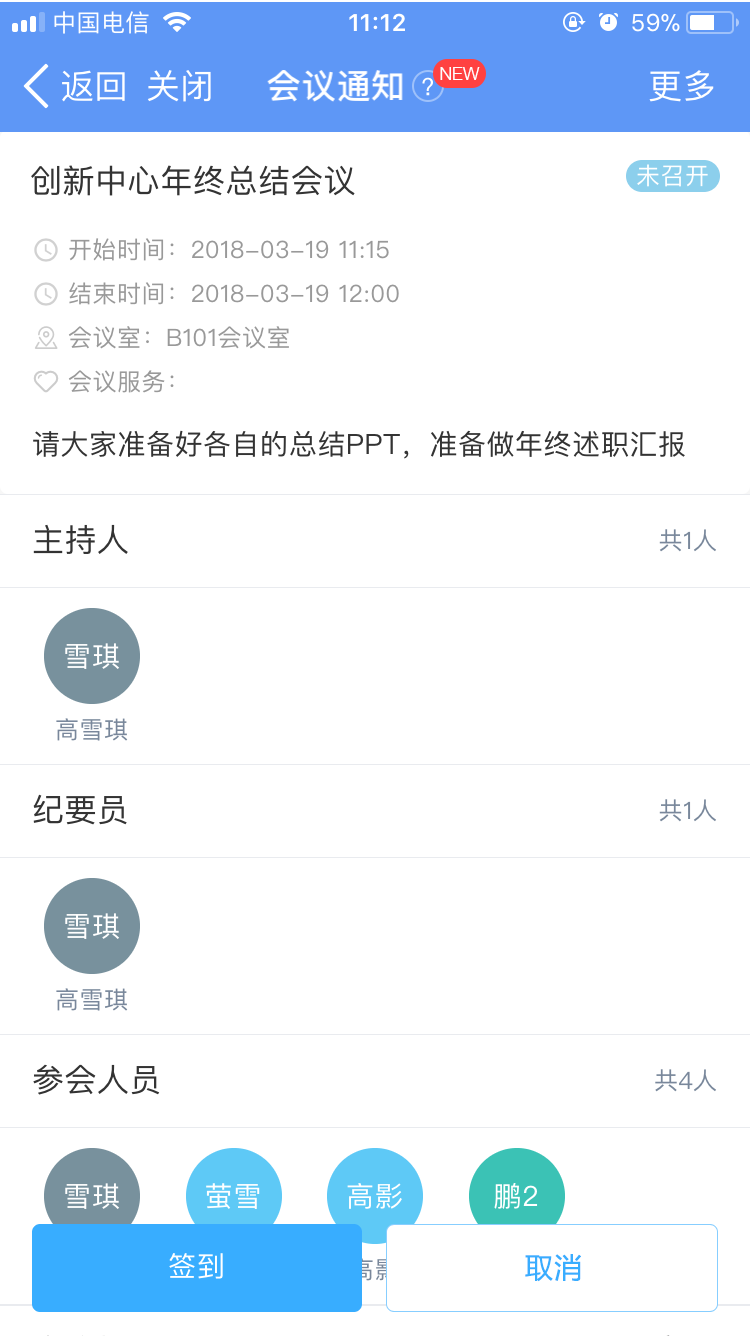 中国电信 11:12 59%
返回 关闭 会议通知 ? NEW 更多
创新中心年终总结会议 未召开
开始时间：2018-03-19 11:15
结束时间：2018-03-19 12:00
会议室：B101会议室
会议服务：
请大家准备好各自的总结PPT，准备做年终述职汇报
主持人 共1人
雪琪
高雪琪
纪要员 共1人
雪琪
高雪琪
参会人员 共4人
雪琪 萤雪 高影 鹏2
签到 取消